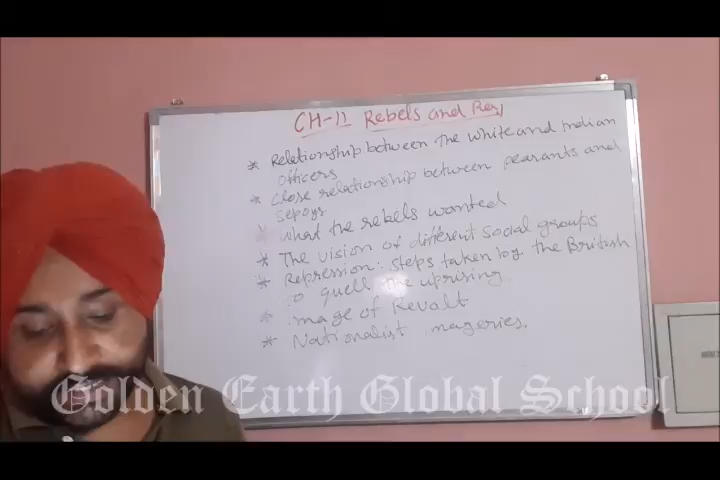 CH-11 Rebels and Raj
* Relationship between The white and Indian
officers
* Close relationship between pearants and
sepoys
* what the rebels wanted
* The vision of different social groups
* Repression: steps taken by the British
to quell the uprising
* image of Revolt
* Nationalist imageries.
Golden Earth Global School